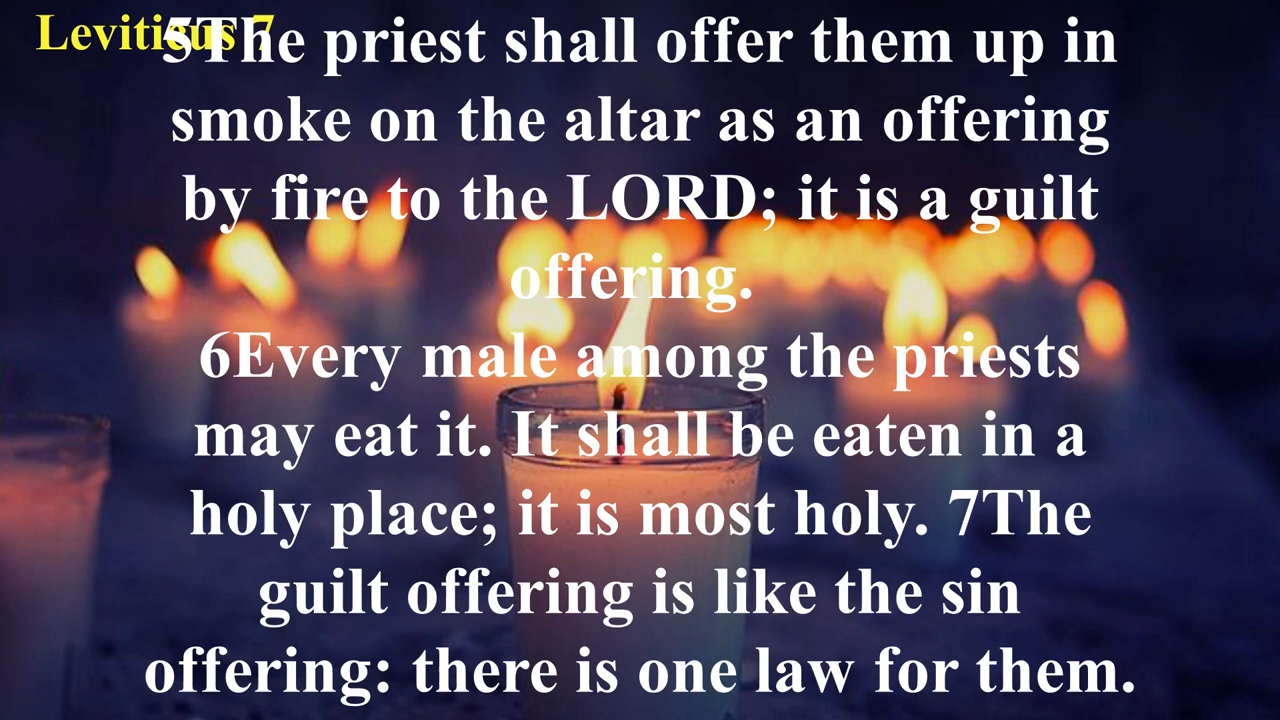 Leviticus 7
5The priest shall offer them up in
smoke on the altar as an offering
by fire to the LORD; it is a guilt
offering.
6Every male among the priests
may eat it. It shall be eaten in a
holy place; it is most holy. 7The
guilt offering is like the sin
offering: there is one law for them.